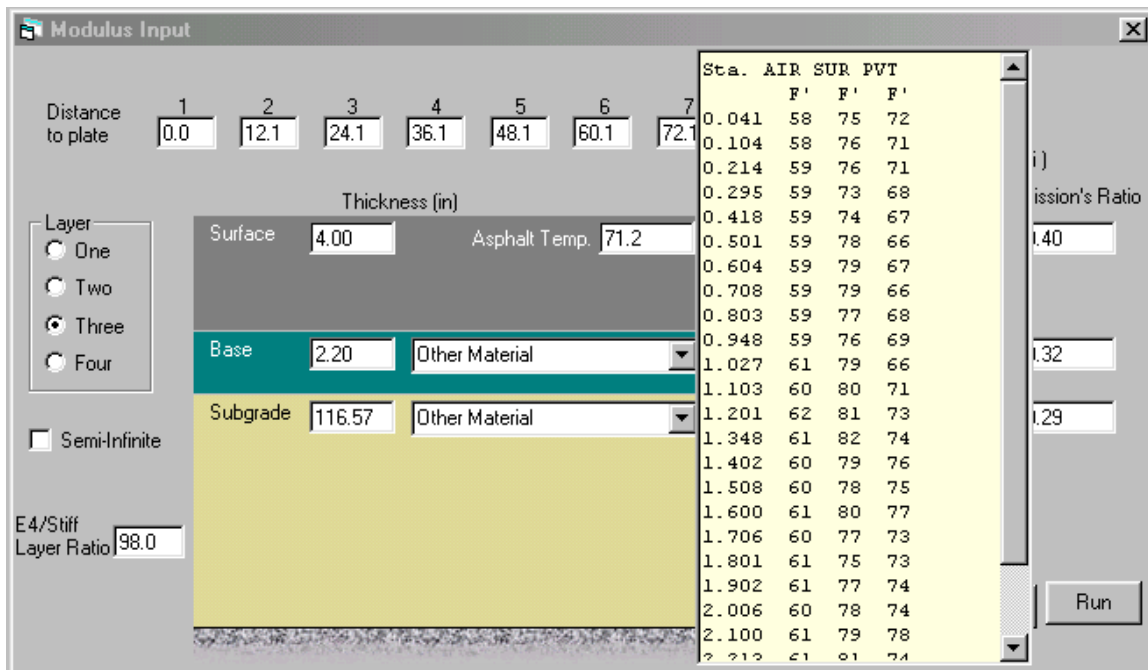 Modulus Input
Distance to plate
1 2 3 4 5 6 7
0.0 12.1 24.1 36.1 48.1 60.1 72.1
i )
Thickness (in)
ission's Ratio
Layer
One
Two
Three
Four
Semi-Infinite
E4/Stiff
Layer Ratio 98.0
Surface 4.00 Asphalt Temp. 71.2 .40
Base 2.20 Other Material .32
Subgrade 116.57 Other Material .29
Sta. AIR SUR PVT
F' F' F'
0.041 58 75 72
0.104 58 76 71
0.214 59 76 71
0.295 59 73 68
0.418 59 74 67
0.501 59 78 66
0.604 59 79 67
0.708 59 79 66
0.803 59 77 68
0.948 59 76 69
1.027 61 79 66
1.103 60 80 71
1.201 62 81 73
1.348 61 82 74
1.402 60 79 76
1.508 60 78 75
1.600 61 80 77
1.706 60 77 73
1.801 61 75 73
1.902 61 77 74
2.006 60 78 74
2.100 61 79 78
2.213 61 81 74
Run